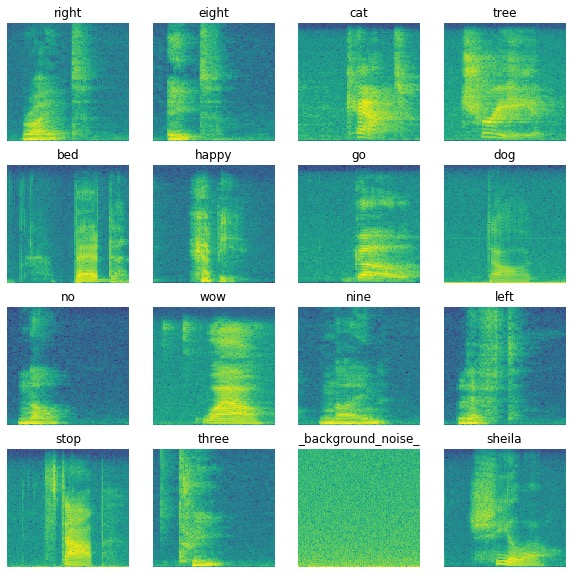 right eight cat tree
bed happy go dog
no wow nine left
stop three _background_noise_ sheila